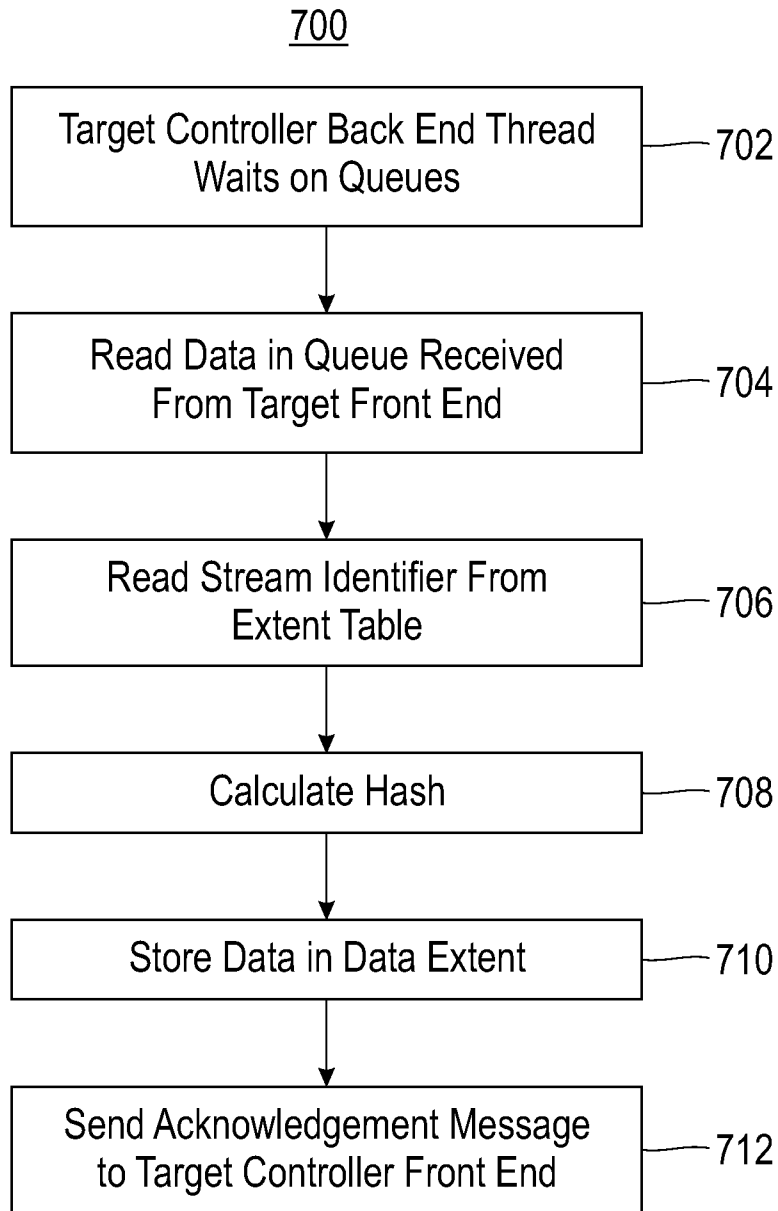 700
Target Controller Back End Thread
Waits on Queues
702
Read Data in Queue Received
From Target Front End
704
Read Stream Identifier From
Extent Table
706
Calculate Hash
708
Store Data in Data Extent
710
Send Acknowledgement Message
to Target Controller Front End
712